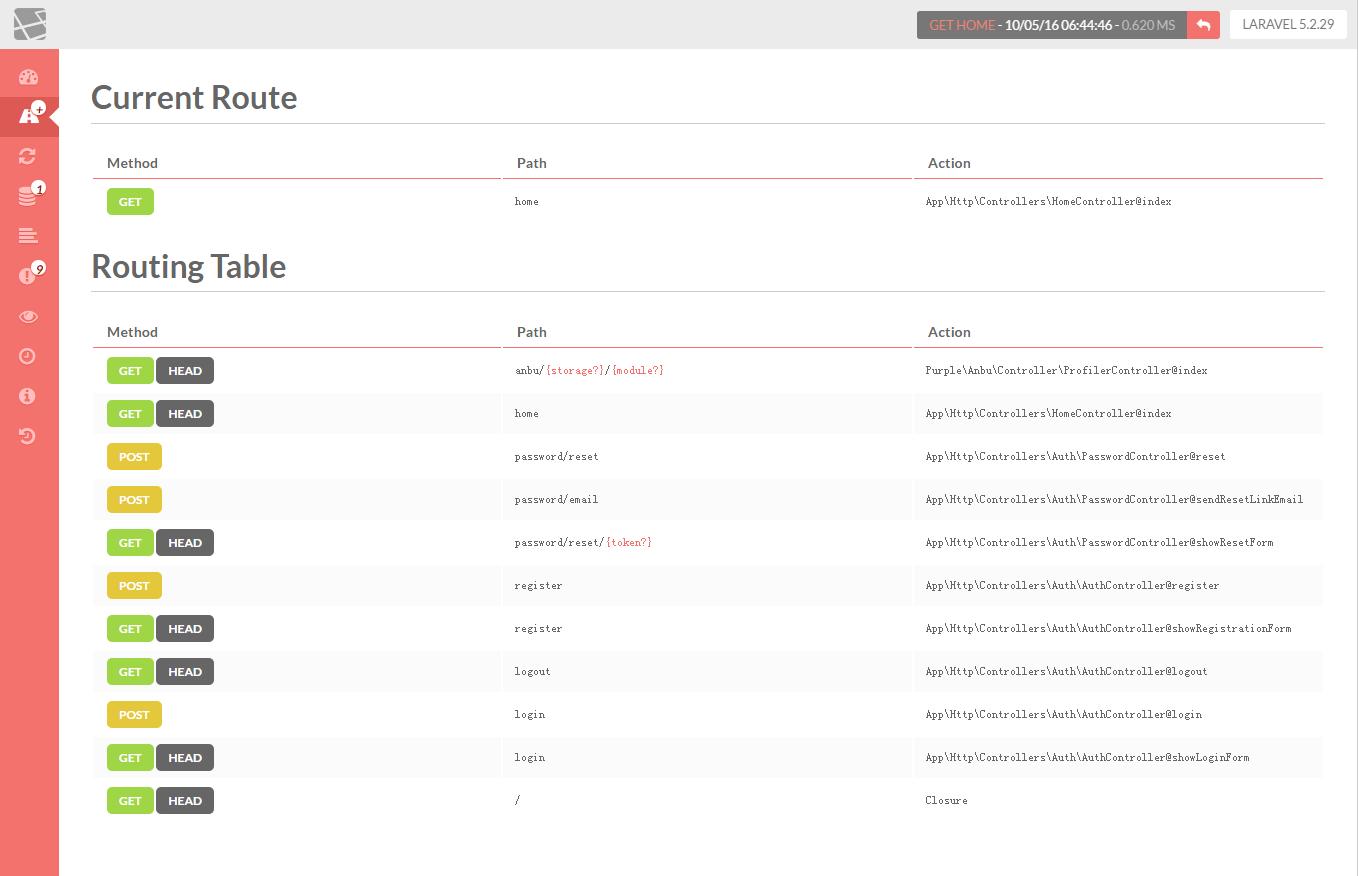 GET HOME - 10/05/16 06:44:46 - 0.620 MS
LARAVEL 5.2.29
+
1
9
Current Route
Method Path Action
GET home App\Http\Controllers\HomeController@index
Routing Table
Method Path Action
GET HEAD anbu/{storage?}/{module?} Purple\Anbu\Controller\ProfilerController@index
GET HEAD home App\Http\Controllers\HomeController@index
POST password/reset App\Http\Controllers\Auth\PasswordController@reset
POST password/email App\Http\Controllers\Auth\PasswordController@sendResetLinkEmail
GET HEAD password/reset/{token?} App\Http\Controllers\Auth\PasswordController@showResetForm
POST register App\Http\Controllers\Auth\AuthController@register
GET HEAD register App\Http\Controllers\Auth\AuthController@showRegistrationForm
GET HEAD logout App\Http\Controllers\Auth\AuthController@logout
POST login App\Http\Controllers\Auth\AuthController@login
GET HEAD login App\Http\Controllers\Auth\AuthController@showLoginForm
GET HEAD / Closure